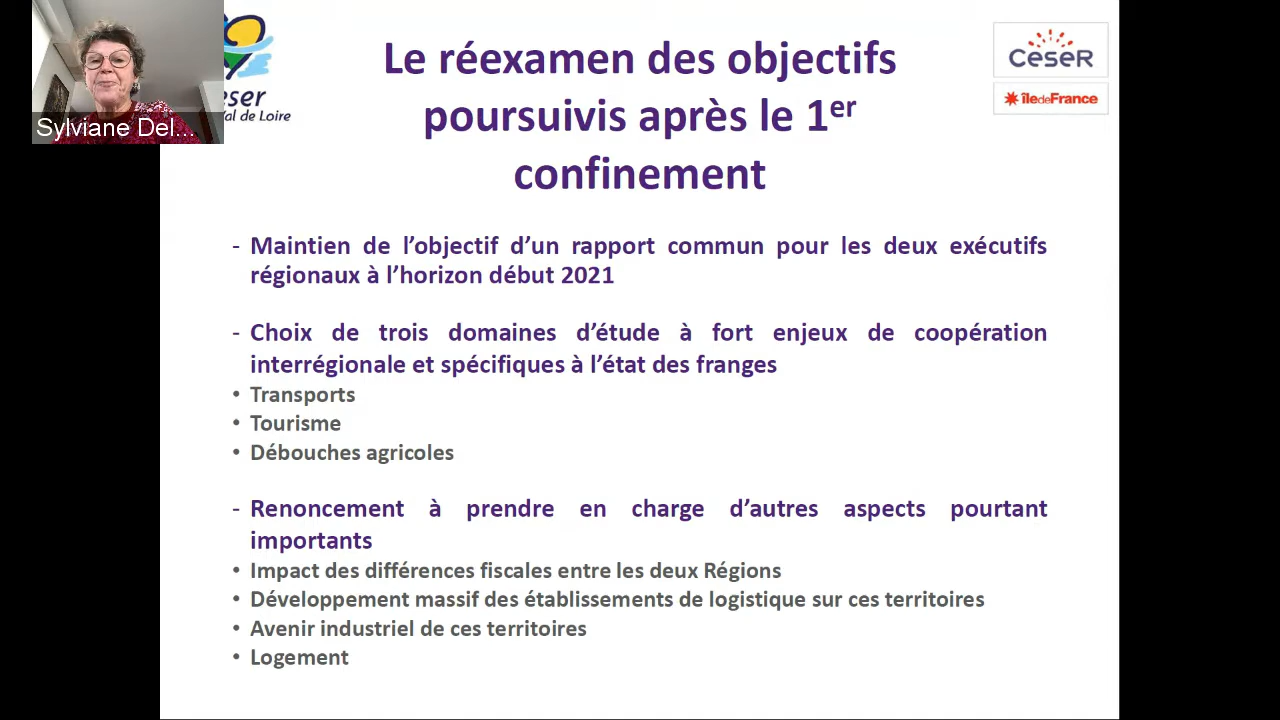 Sylviane Del...
eser
Val de Loire
ceseR
îledeFrance
Le réexamen des objectifs
poursuivis après le 1er
confinement
- Maintien de l’objectif d’un rapport commun pour les deux exécutifs
régionaux à l’horizon début 2021
- Choix de trois domaines d’étude à fort enjeux de coopération
interrégionale et spécifiques à l’état des franges
• Transports
• Tourisme
• Débouches agricoles
- Renoncement à prendre en charge d’autres aspects pourtant
importants
• Impact des différences fiscales entre les deux Régions
• Développement massif des établissements de logistique sur ces territoires
• Avenir industriel de ces territoires
• Logement